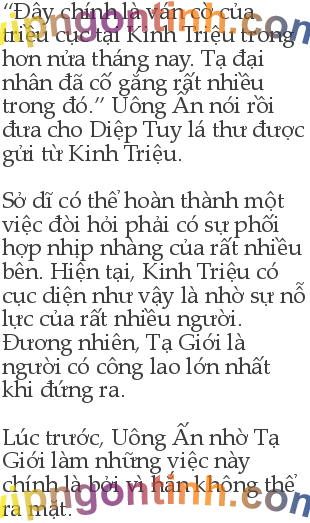 “Đây chính là ván cờ của
triều cục tại Kinh Triệu trong
hơn nửa tháng nay. Tạ đại
nhân đã cố gắng rất nhiều
trong đó.” Uông Ấn nói rồi
đưa cho Diệp Tuy lá thư được
gửi từ Kinh Triệu.
Sở dĩ có thể hoàn thành một
việc đòi hỏi phải có sự phối
hợp nhịp nhàng của rất nhiều
bên. Hiện tại, Kinh Triệu có
cục diện như vậy là nhờ sự nỗ
lực của rất nhiều người.
Đương nhiên, Tạ Giới là
người có công lao lớn nhất
khi đứng ra.
Lúc trước, Uông Ấn nhờ Tạ
Giới làm những việc này
chính là bởi vì hắn không thể
ra mặt.